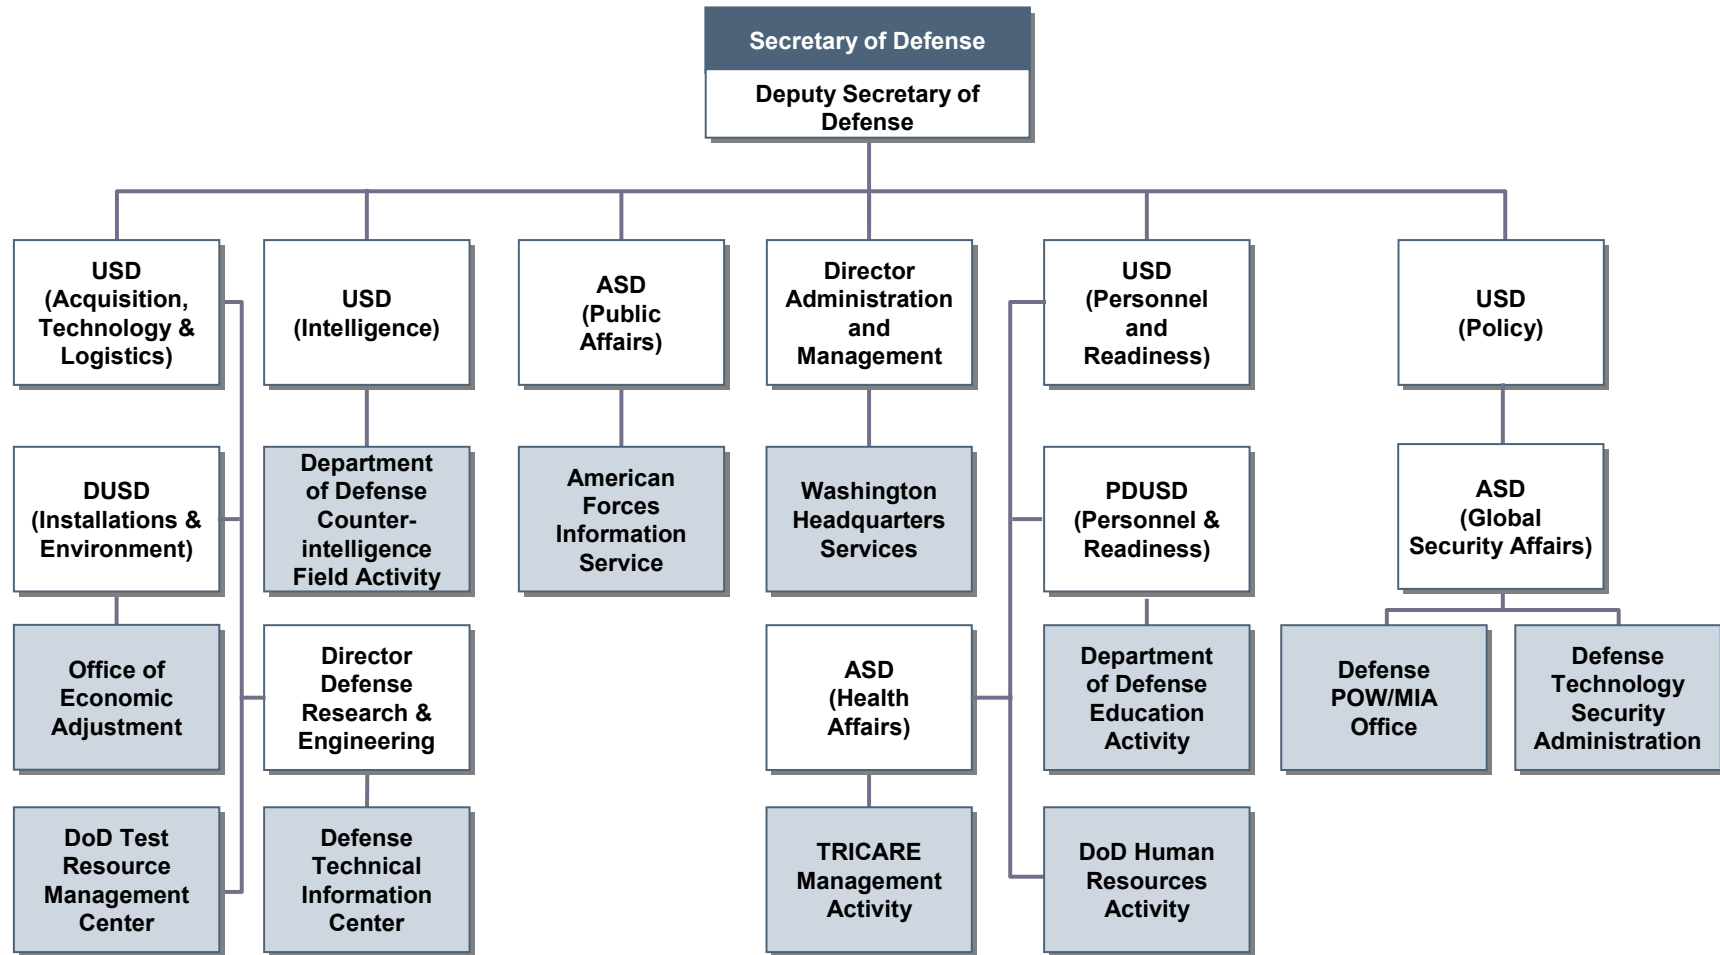 Secretary of Defense
Deputy Secretary of
Defense
USD
(Acquisition,
Technology &
Logistics)
USD
(Intelligence)
ASD
(Public
Affairs)
Director
Administration
and
Management
USD
(Personnel
and
Readiness)
USD
(Policy)
DUSD
(Installations &
Environment)
Department
of Defense
Counter-
intelligence
Field Activity
American
Forces
Information
Service
Washington
Headquarters
Services
PDUSD
(Personnel &
Readiness)
ASD
(Global
Security Affairs)
Office of
Economic
Adjustment
Director
Defense
Research &
Engineering
ASD
(Health
Affairs)
Department
of Defense
Education
Activity
Defense
POW/MIA
Office
Defense
Technology
Security
Administration
DoD Test
Resource
Management
Center
Defense
Technical
Information
Center
TRICARE
Management
Activity
DoD Human
Resources
Activity